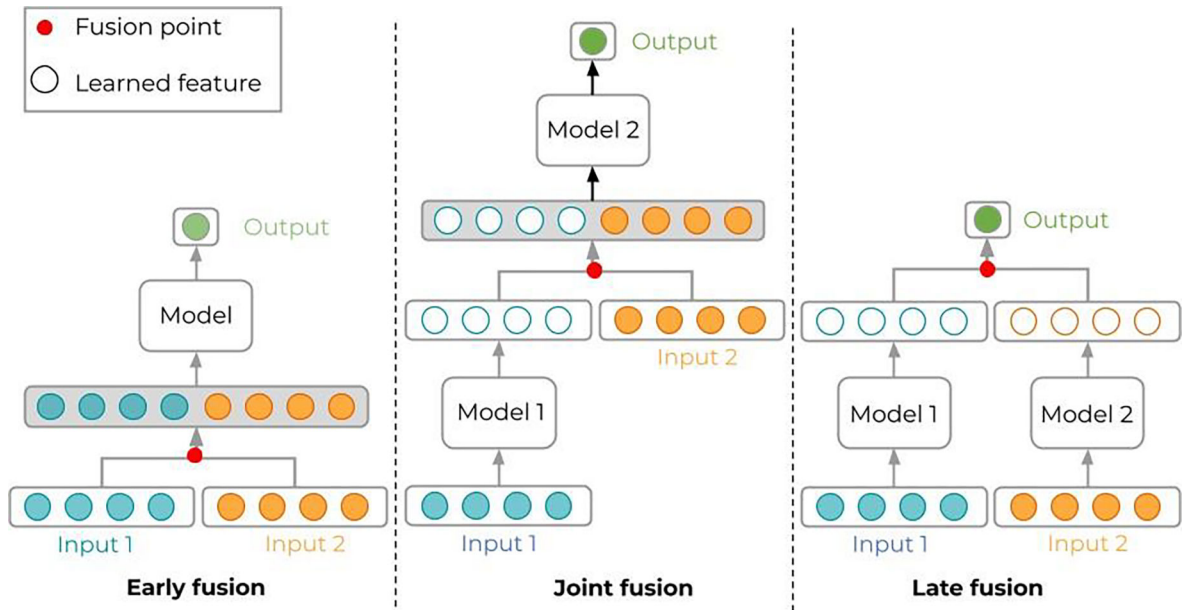 Fusion point
Learned feature
Output
Model
Input 1
Input 2
Early fusion
Output
Model 2
Input 2
Model 1
Input 1
Joint fusion
Output
Model 1
Model 2
Input 1
Input 2
Late fusion